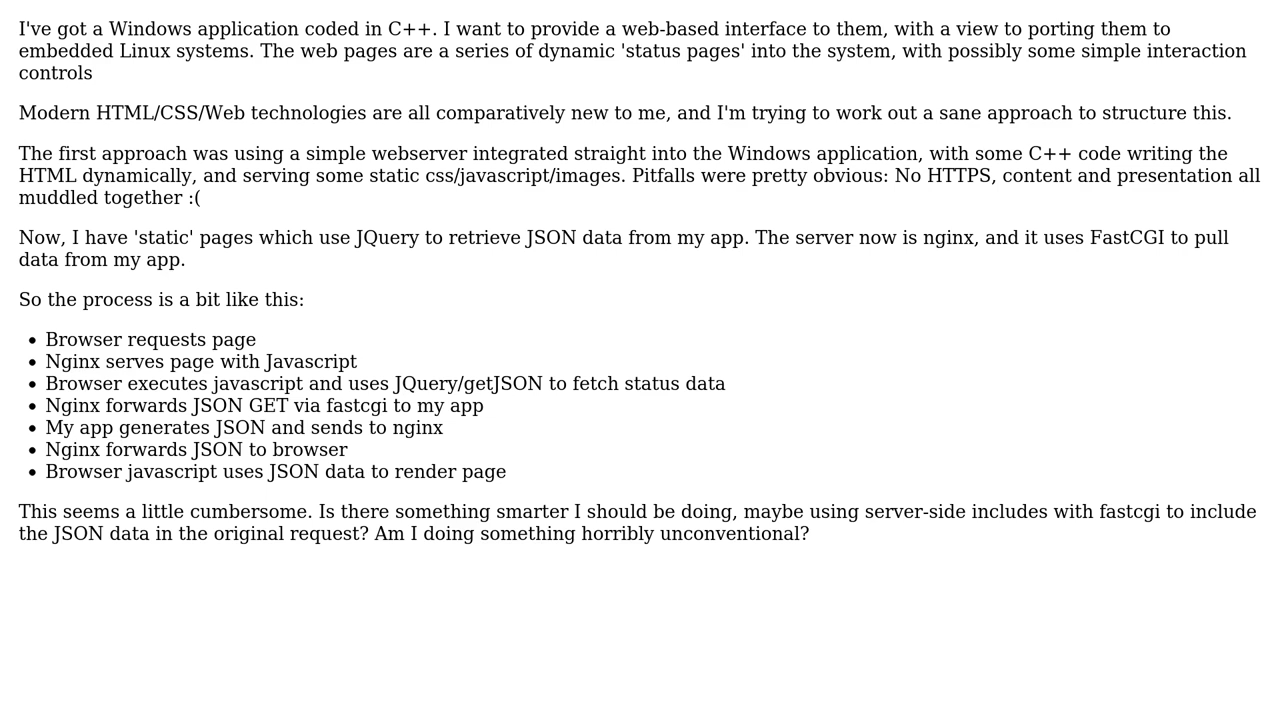 I've got a Windows application coded in C++. I want to provide a web-based interface to them, with a view to porting them to
embedded Linux systems. The web pages are a series of dynamic 'status pages' into the system, with possibly some simple interaction
controls
Modern HTML/CSS/Web technologies are all comparatively new to me, and I'm trying to work out a sane approach to structure this.
The first approach was using a simple webserver integrated straight into the Windows application, with some C++ code writing the
HTML dynamically, and serving some static css/javascript/images. Pitfalls were pretty obvious: No HTTPS, content and presentation all
muddled together :(
Now, I have 'static' pages which use JQuery to retrieve JSON data from my app. The server now is nginx, and it uses FastCGI to pull
data from my app.
So the process is a bit like this:
• Browser requests page
• Nginx serves page with Javascript
• Browser executes javascript and uses JQuery/getJSON to fetch status data
• Nginx forwards JSON GET via fastcgi to my app
• My app generates JSON and sends to nginx
• Nginx forwards JSON to browser
• Browser javascript uses JSON data to render page
This seems a little cumbersome. Is there something smarter I should be doing, maybe using server-side includes with fastcgi to include
the JSON data in the original request? Am I doing something horribly unconventional?